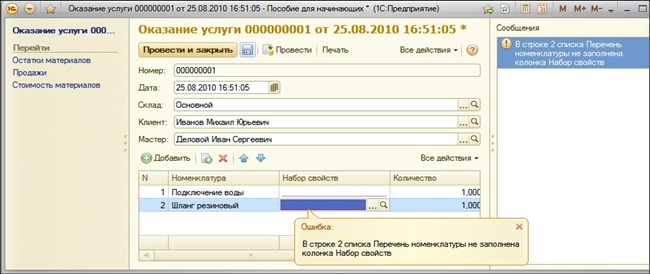 Оказание услуги 000000001 от 25.08.2010 16:51:05 - Пособие для начинающих * (1С:Предприятие)
M M+ M-
Оказание услуги 000...
Перейти
Остатки материалов
Продажи
Стоимость материалов
Оказание услуги 000000001 от 25.08.2010 16:51:05 *
Провести и закрыть
Провести
Печать
Все действия
Номер: 000000001
Дата: 25.08.2010 16:51:05
Склад: Основной
Клиент: Иванов Михаил Юрьевич
Мастер: Деловой Иван Сергеевич
Добавить
Все действия
N Номенклатура Набор свойств Количество
1 Подключение воды 1,000
2 Шланг резиновый 1,000
Ошибка:
В строке 2 списка Перечень номенклатуры не заполнена
колонка Набор свойств
Сообщения
В строке 2 списка Перечень
номенклатуры не заполнена
колонка Набор свойств